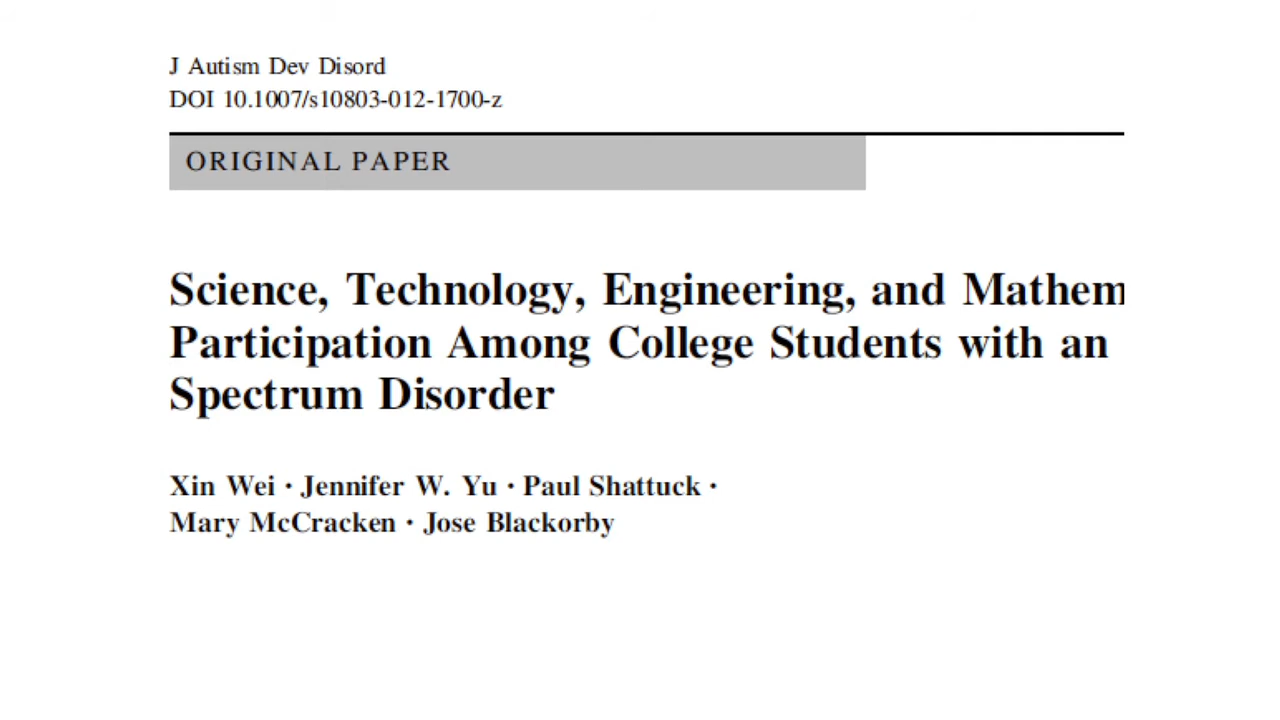 J Autism Dev Disord
DOI 10.1007/s10803-012-1700-z
ORIGINAL PAPER
Science, Technology, Engineering, and Mathem
Participation Among College Students with an
Spectrum Disorder
Xin Wei · Jennifer W. Yu · Paul Shattuck ·
Mary McCracken · Jose Blackorby